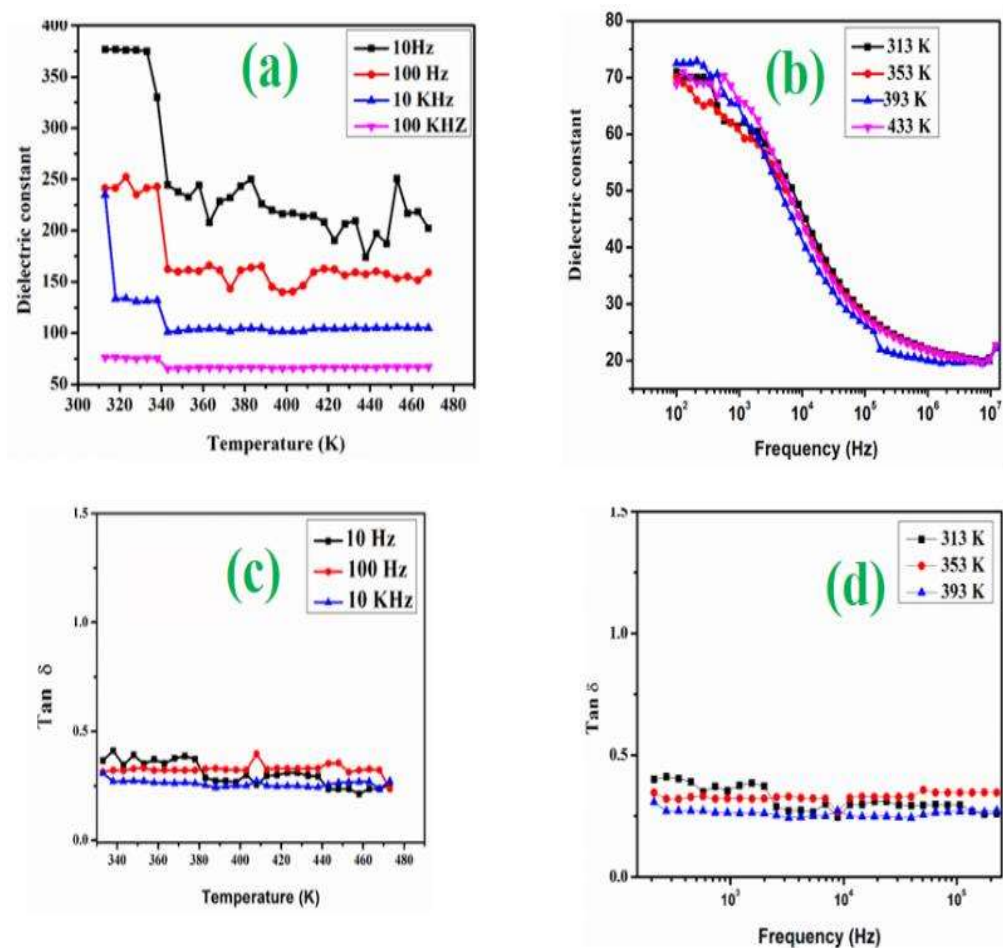 400
350
300
250
200
150
100
50
300 320 340 360 380 400 420 440 460 480
Dielectric constant
Temperature (K)
(a)
10Hz
100 Hz
10 KHz
100 KHZ
80
70
60
50
40
30
20
10² 10³ 10⁴ 10⁵ 10⁶ 10⁷
Dielectric constant
Frequency (Hz)
(b)
313 K
353 K
393 K
433 K
1.5
1.0
0.5
0.0
340 360 380 400 420 440 460 480
Tan δ
Temperature (K)
(c)
10 Hz
100 Hz
10 KHz
1.5
1.0
0.5
0.0
10³ 10⁴ 10⁵
Tan δ
Frequency (Hz)
(d)
313 K
353 K
393 K